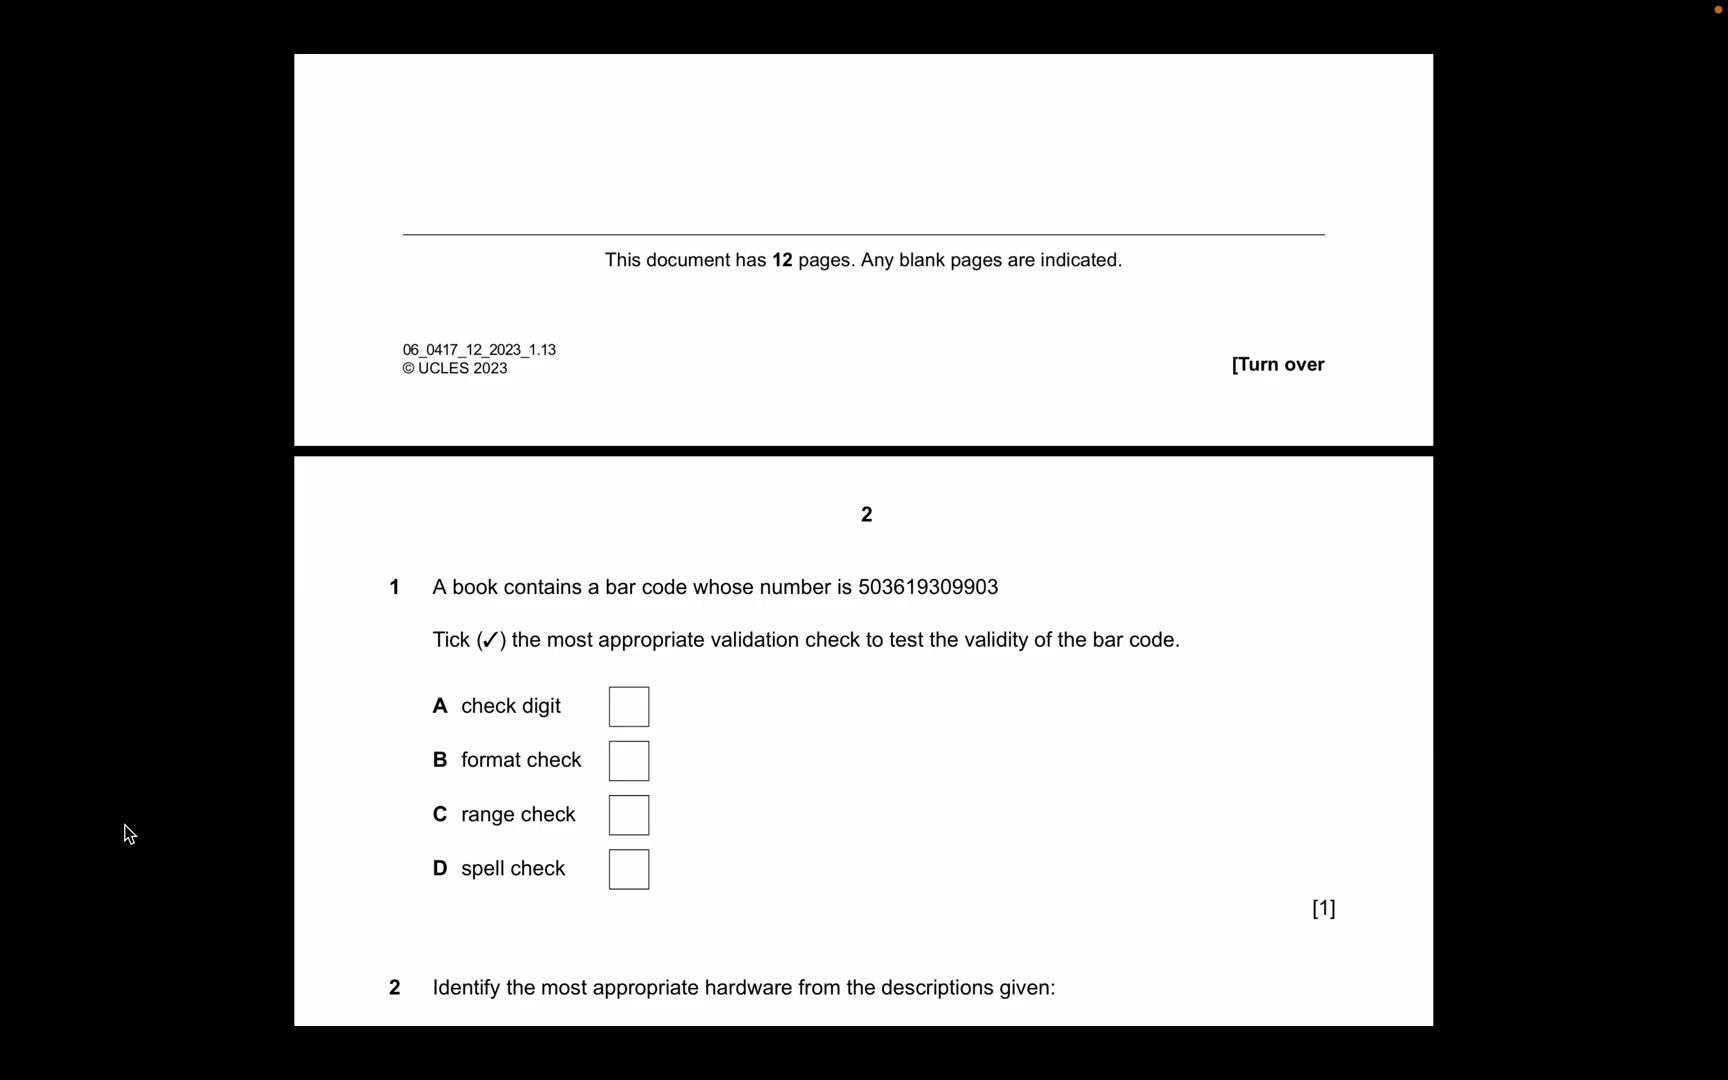 This document has 12 pages. Any blank pages are indicated.
06_0417_12_2023_1.13
© UCLES 2023
[Turn over
2
1 A book contains a bar code whose number is 503619309903
Tick (✓) the most appropriate validation check to test the validity of the bar code.
A check digit
B format check
C range check
D spell check
[1]
2 Identify the most appropriate hardware from the descriptions given: